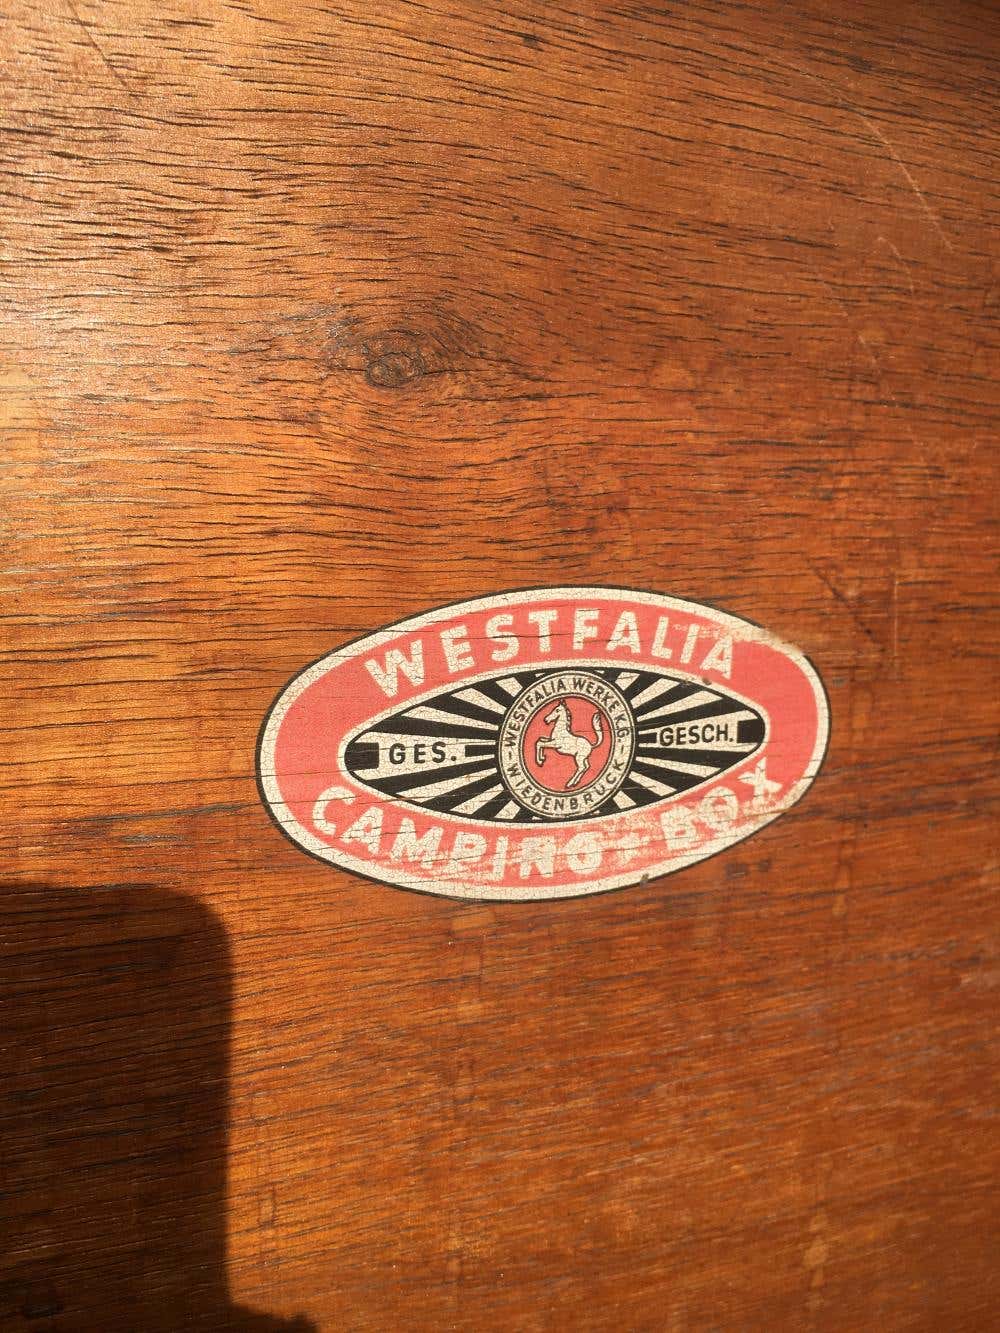 WESTFALIA
GES.
WESTFALIA WERKE K.G.
- WIEDENBRÜCK -
GESCH.
CAMPING-BOX